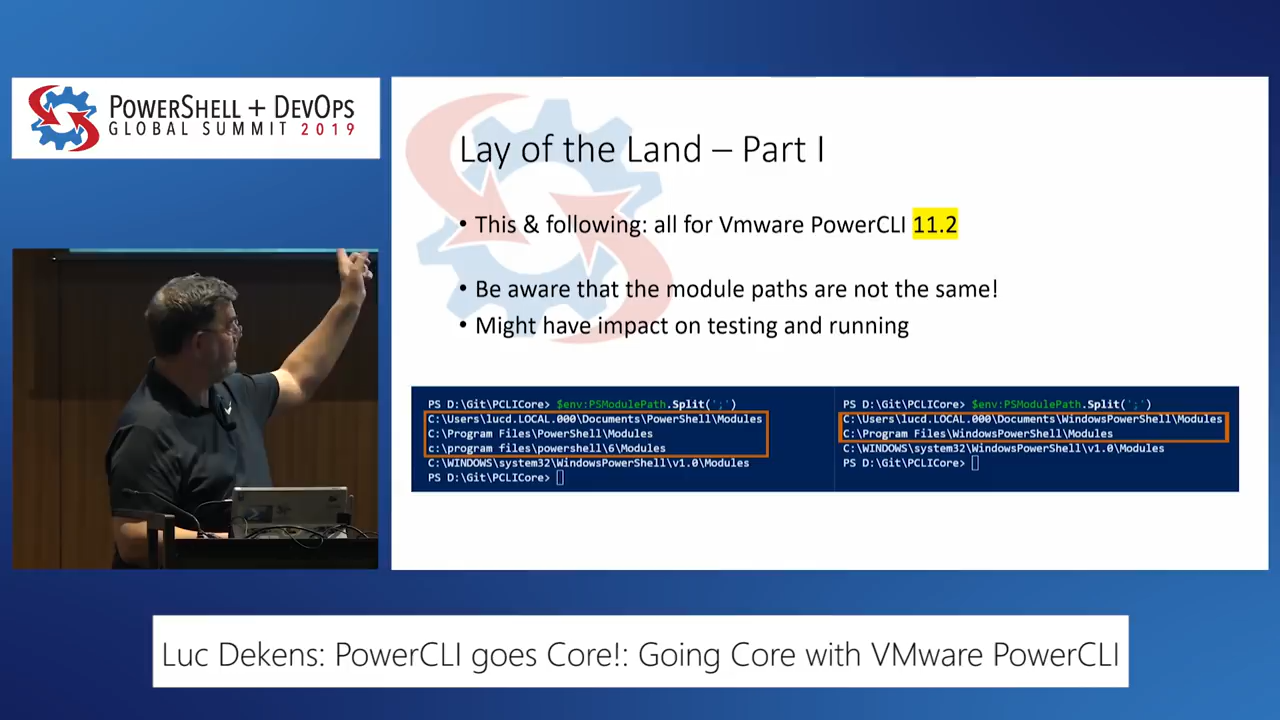 POWERSHELL + DEVOPS
GLOBAL SUMMIT 2019
Lay of the Land – Part I
• This & following: all for Vmware PowerCLI 11.2
• Be aware that the module paths are not the same!
• Might have impact on testing and running
PS D:\Git\PCLICore> $env:PSModulePath.Split(';')
C:\Users\lucd.LOCAL.000\Documents\PowerShell\Modules
C:\Program Files\PowerShell\Modules
c:\program files\powershell\6\Modules
C:\WINDOWS\system32\WindowsPowerShell\v1.0\Modules
PS D:\Git\PCLICore>
PS D:\Git\PCLICore> $env:PSModulePath.Split(';')
C:\Users\lucd.LOCAL.000\Documents\WindowsPowerShell\Modules
C:\Program Files\WindowsPowerShell\Modules
C:\WINDOWS\system32\WindowsPowerShell\v1.0\Modules
PS D:\Git\PCLICore>
Luc Dekens: PowerCLI goes Core!: Going Core with VMware PowerCLI